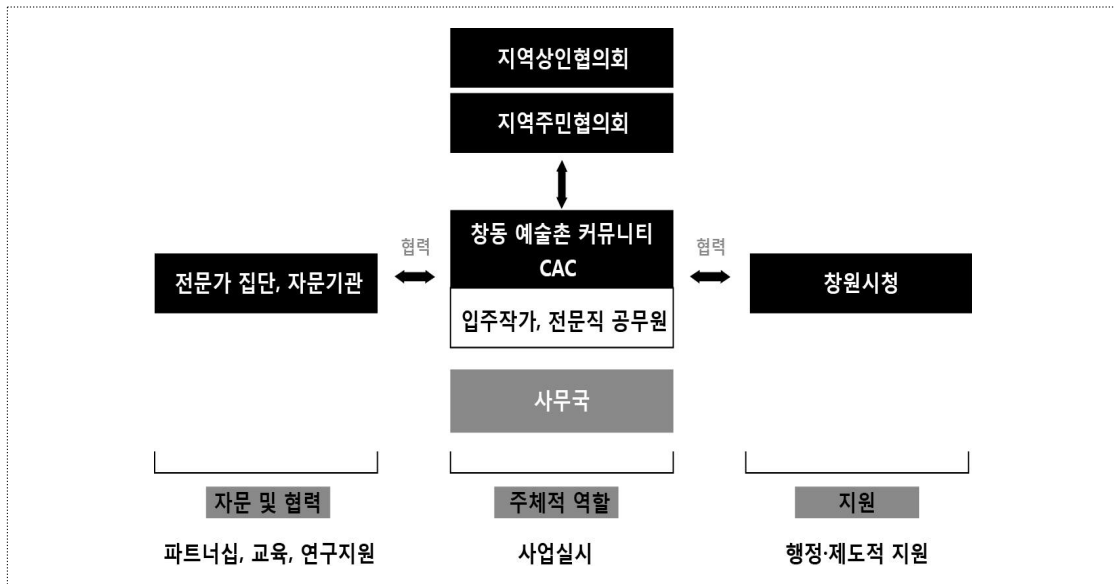 지역상인협의회
지역주민협의회
협력
창동 예술촌 커뮤니티
CAC
협력
전문가 집단, 자문기관
입주작가, 전문직 공무원
창원시청
사무국
자문 및 협력
주체적 역할
지원
파트너십, 교육, 연구지원
사업실시
행정·제도적 지원